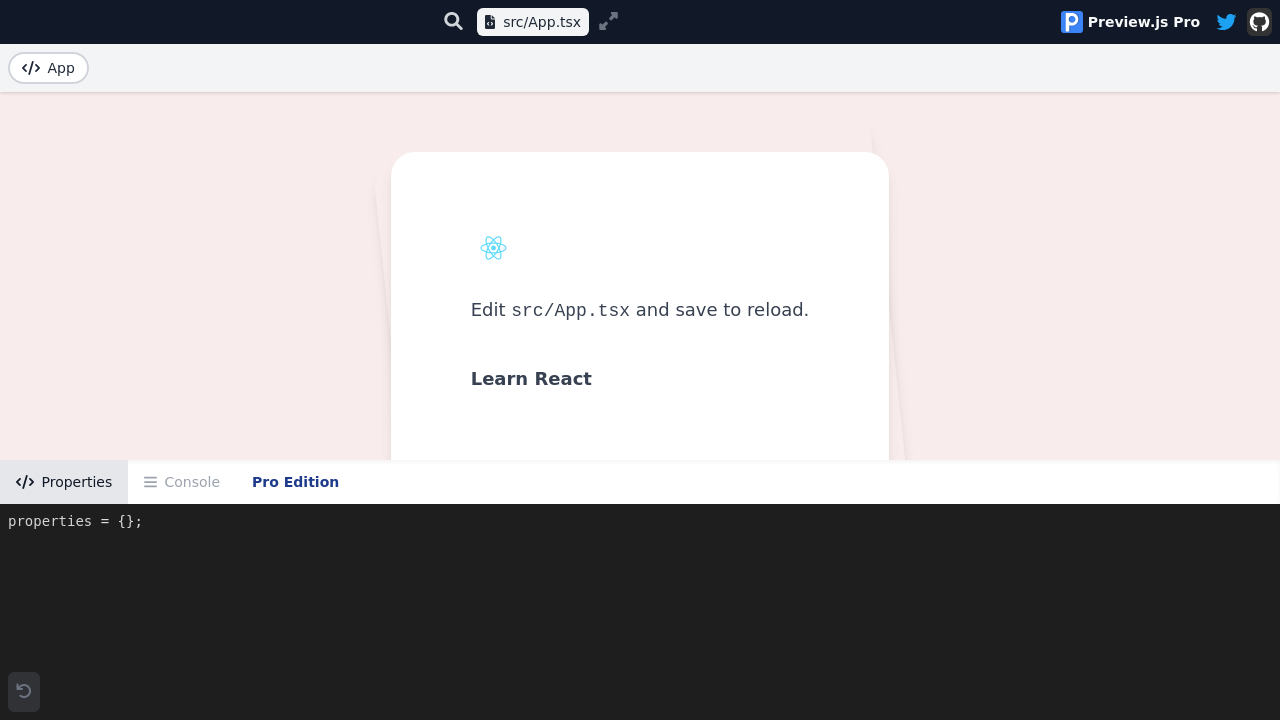 src/App.tsx
Preview.js Pro
App
Edit src/App.tsx and save to reload.
Learn React
Properties
Console
Pro Edition
properties = {};